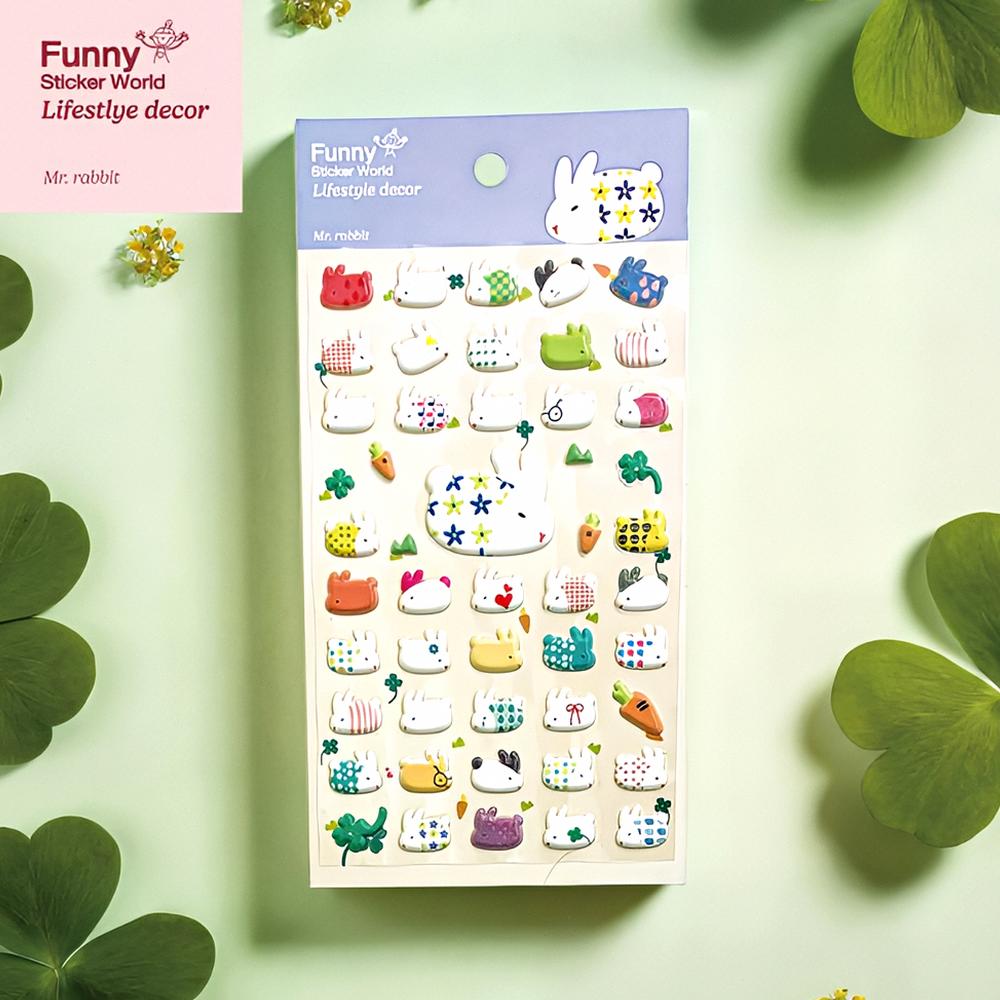 Funny
Sticker World
Lifestlye decor
Mr. rabbit
Funny
Sticker World
Lifestyle decor
Mr. rabbit